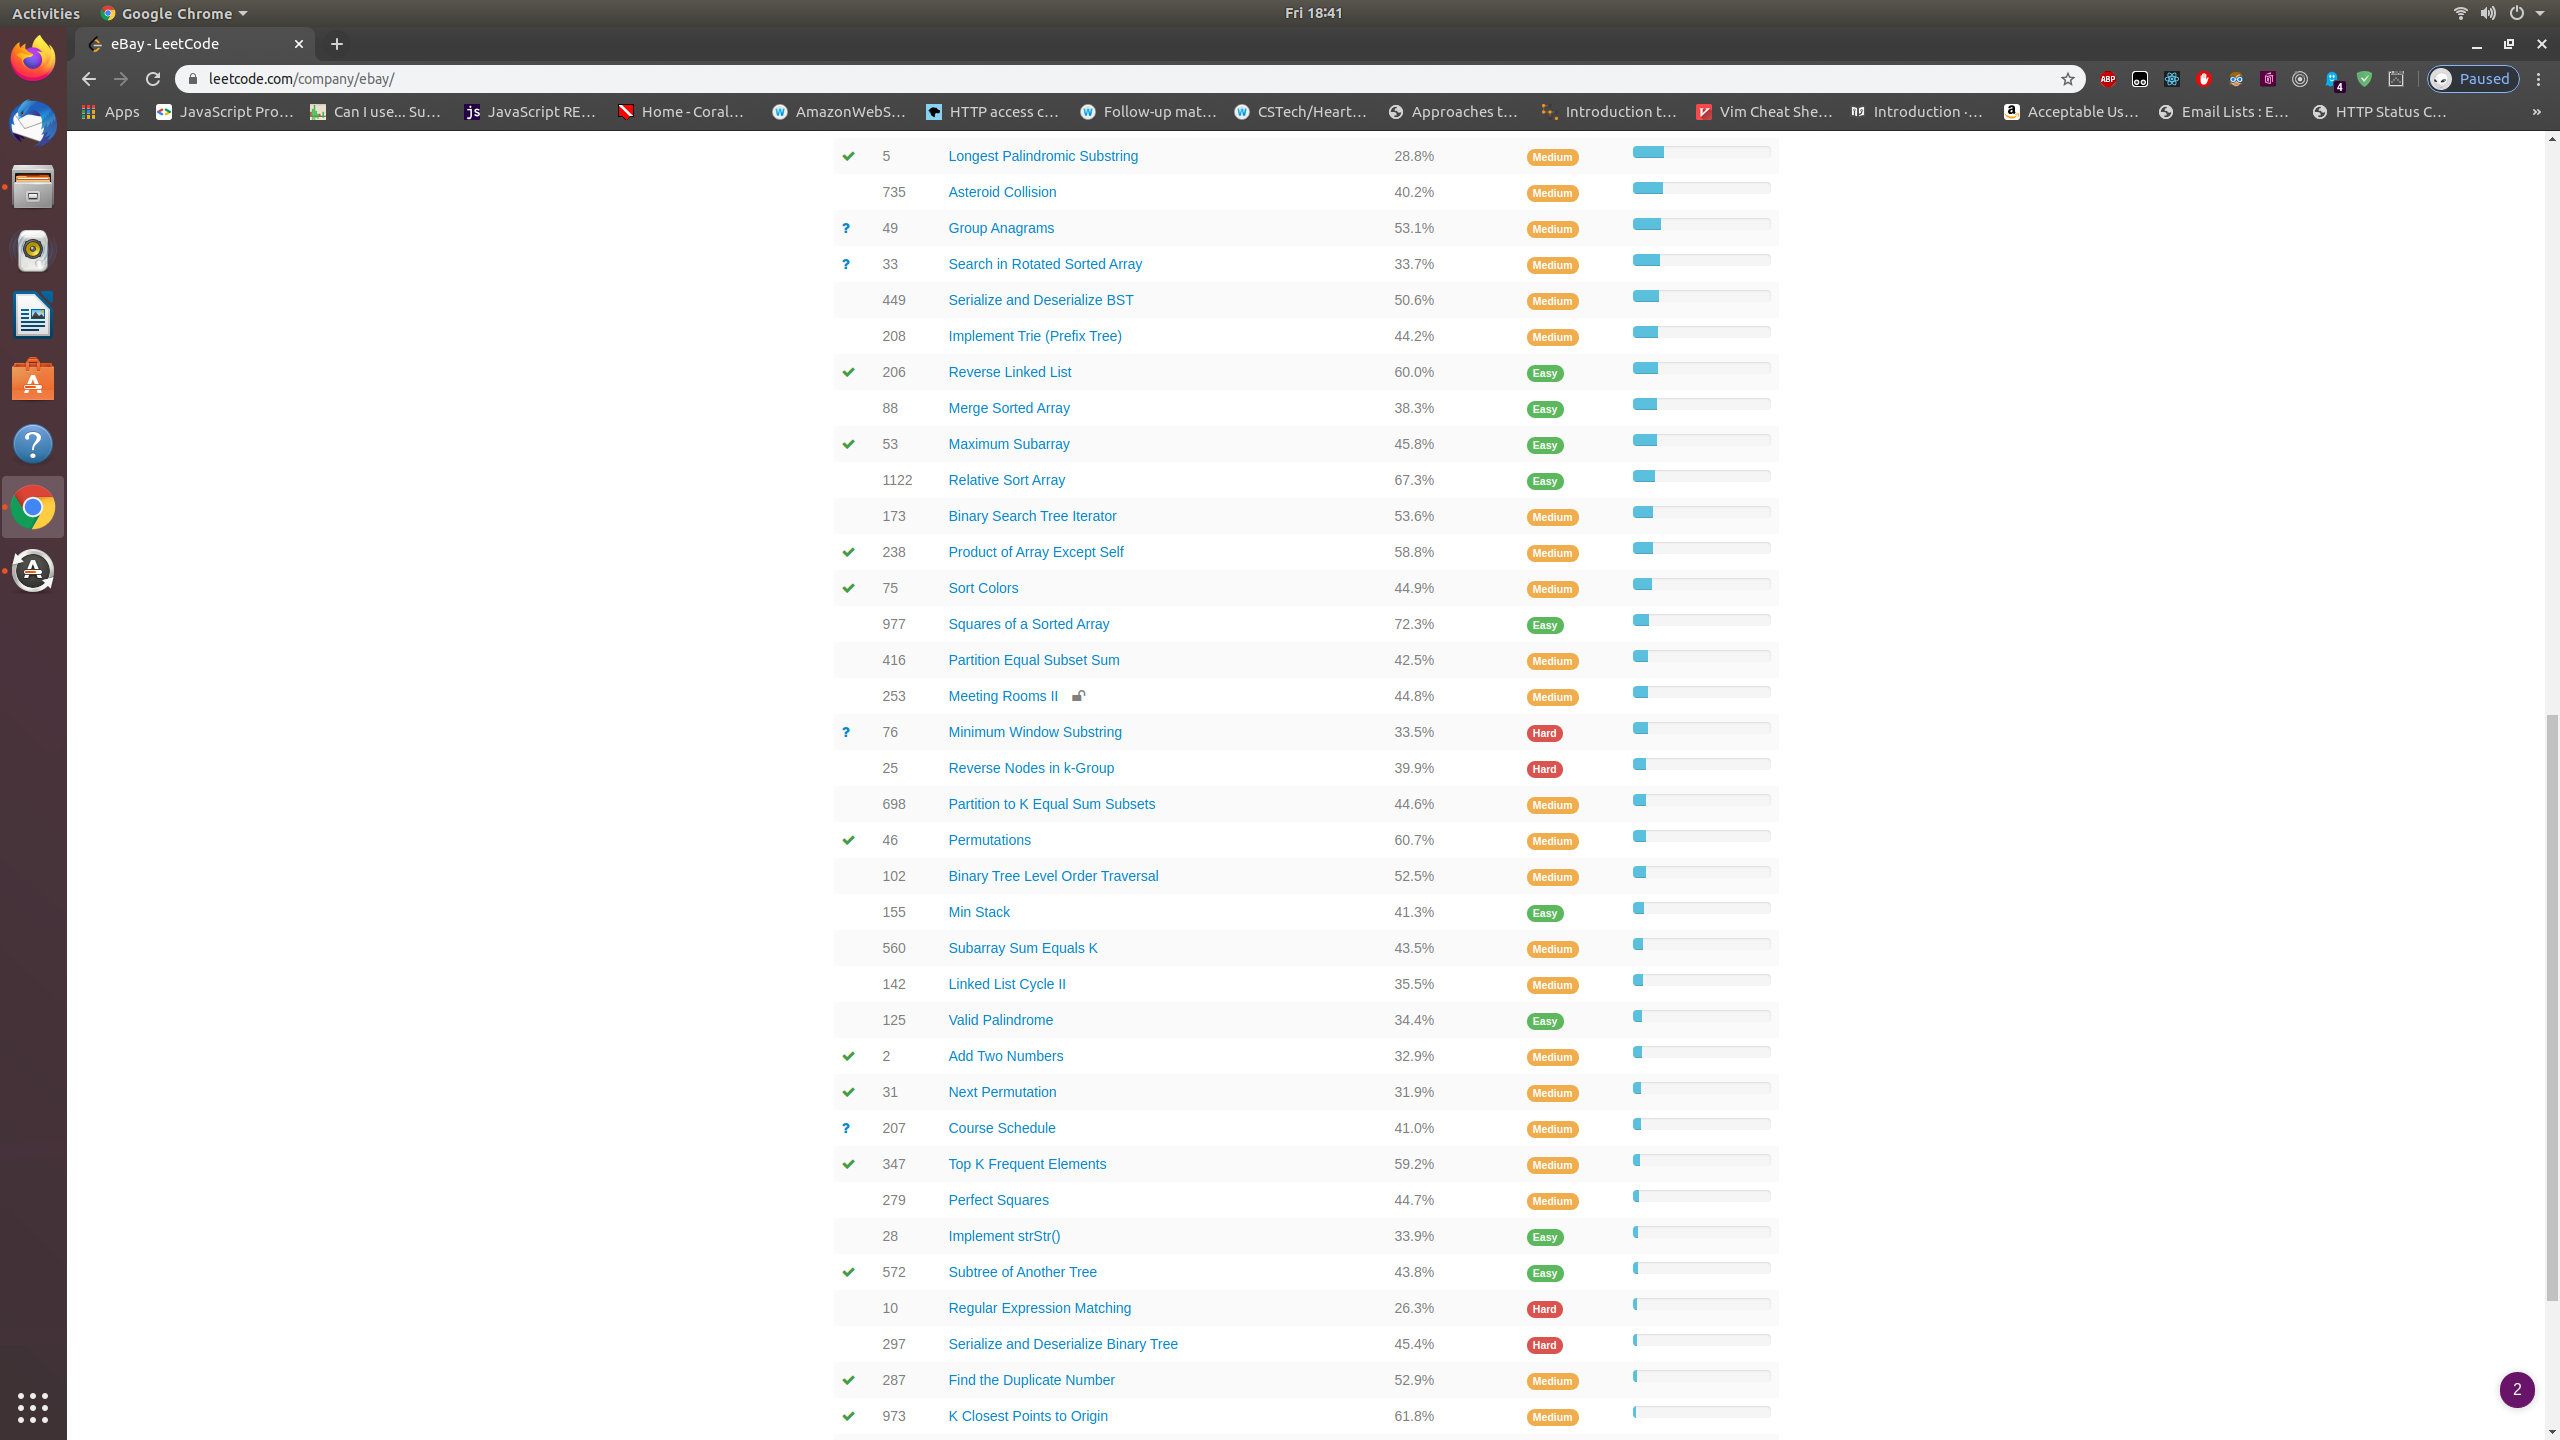 Activities Google Chrome Fri 18:41
eBay - LeetCode
leetcode.com/company/ebay/ ABP 4 Paused
Apps JavaScript Pro… Can I use... Su… js JavaScript RE… Home - Coral… W AmazonWebS… HTTP access c… W Follow-up mat… W CSTech/Heart… Approaches t… Introduction t… Vim Cheat She… Introduction ·… a Acceptable Us… Email Lists : E… HTTP Status C… »
5 Longest Palindromic Substring 28.8% Medium
735 Asteroid Collision 40.2% Medium
? 49 Group Anagrams 53.1% Medium
? 33 Search in Rotated Sorted Array 33.7% Medium
449 Serialize and Deserialize BST 50.6% Medium
208 Implement Trie (Prefix Tree) 44.2% Medium
206 Reverse Linked List 60.0% Easy
88 Merge Sorted Array 38.3% Easy
53 Maximum Subarray 45.8% Easy
1122 Relative Sort Array 67.3% Easy
173 Binary Search Tree Iterator 53.6% Medium
238 Product of Array Except Self 58.8% Medium
75 Sort Colors 44.9% Medium
977 Squares of a Sorted Array 72.3% Easy
416 Partition Equal Subset Sum 42.5% Medium
253 Meeting Rooms II 44.8% Medium
? 76 Minimum Window Substring 33.5% Hard
25 Reverse Nodes in k-Group 39.9% Hard
698 Partition to K Equal Sum Subsets 44.6% Medium
46 Permutations 60.7% Medium
102 Binary Tree Level Order Traversal 52.5% Medium
155 Min Stack 41.3% Easy
560 Subarray Sum Equals K 43.5% Medium
142 Linked List Cycle II 35.5% Medium
125 Valid Palindrome 34.4% Easy
2 Add Two Numbers 32.9% Medium
31 Next Permutation 31.9% Medium
? 207 Course Schedule 41.0% Medium
347 Top K Frequent Elements 59.2% Medium
279 Perfect Squares 44.7% Medium
28 Implement strStr() 33.9% Easy
572 Subtree of Another Tree 43.8% Easy
10 Regular Expression Matching 26.3% Hard
297 Serialize and Deserialize Binary Tree 45.4% Hard
287 Find the Duplicate Number 52.9% Medium
973 K Closest Points to Origin 61.8% Medium
2